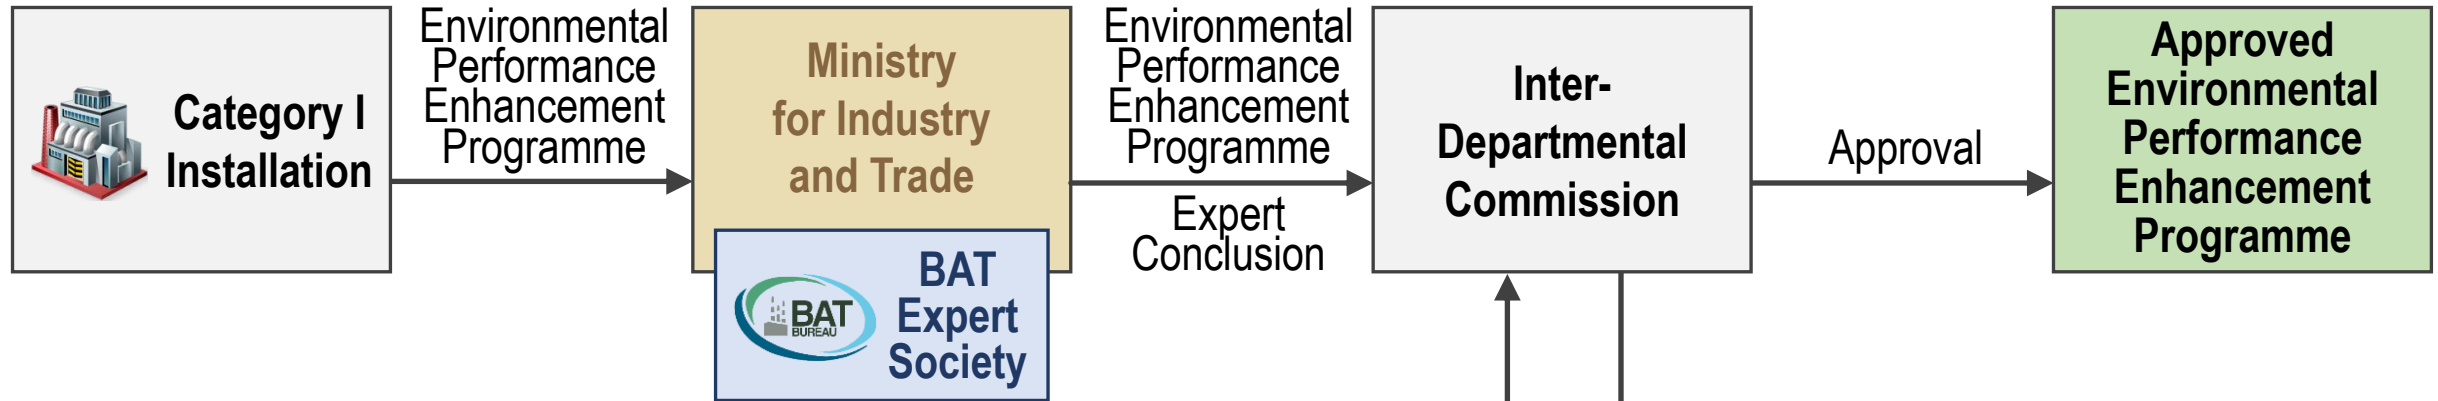 Category I
Installation
Environmental
Performance
Enhancement
Programme
Ministry
for Industry
and Trade
BAT
BUREAU
BAT
Expert
Society
Environmental
Performance
Enhancement
Programme
Expert
Conclusion
Inter-
Departmental
Commission
Approval
Approved
Environmental
Performance
Enhancement
Programme